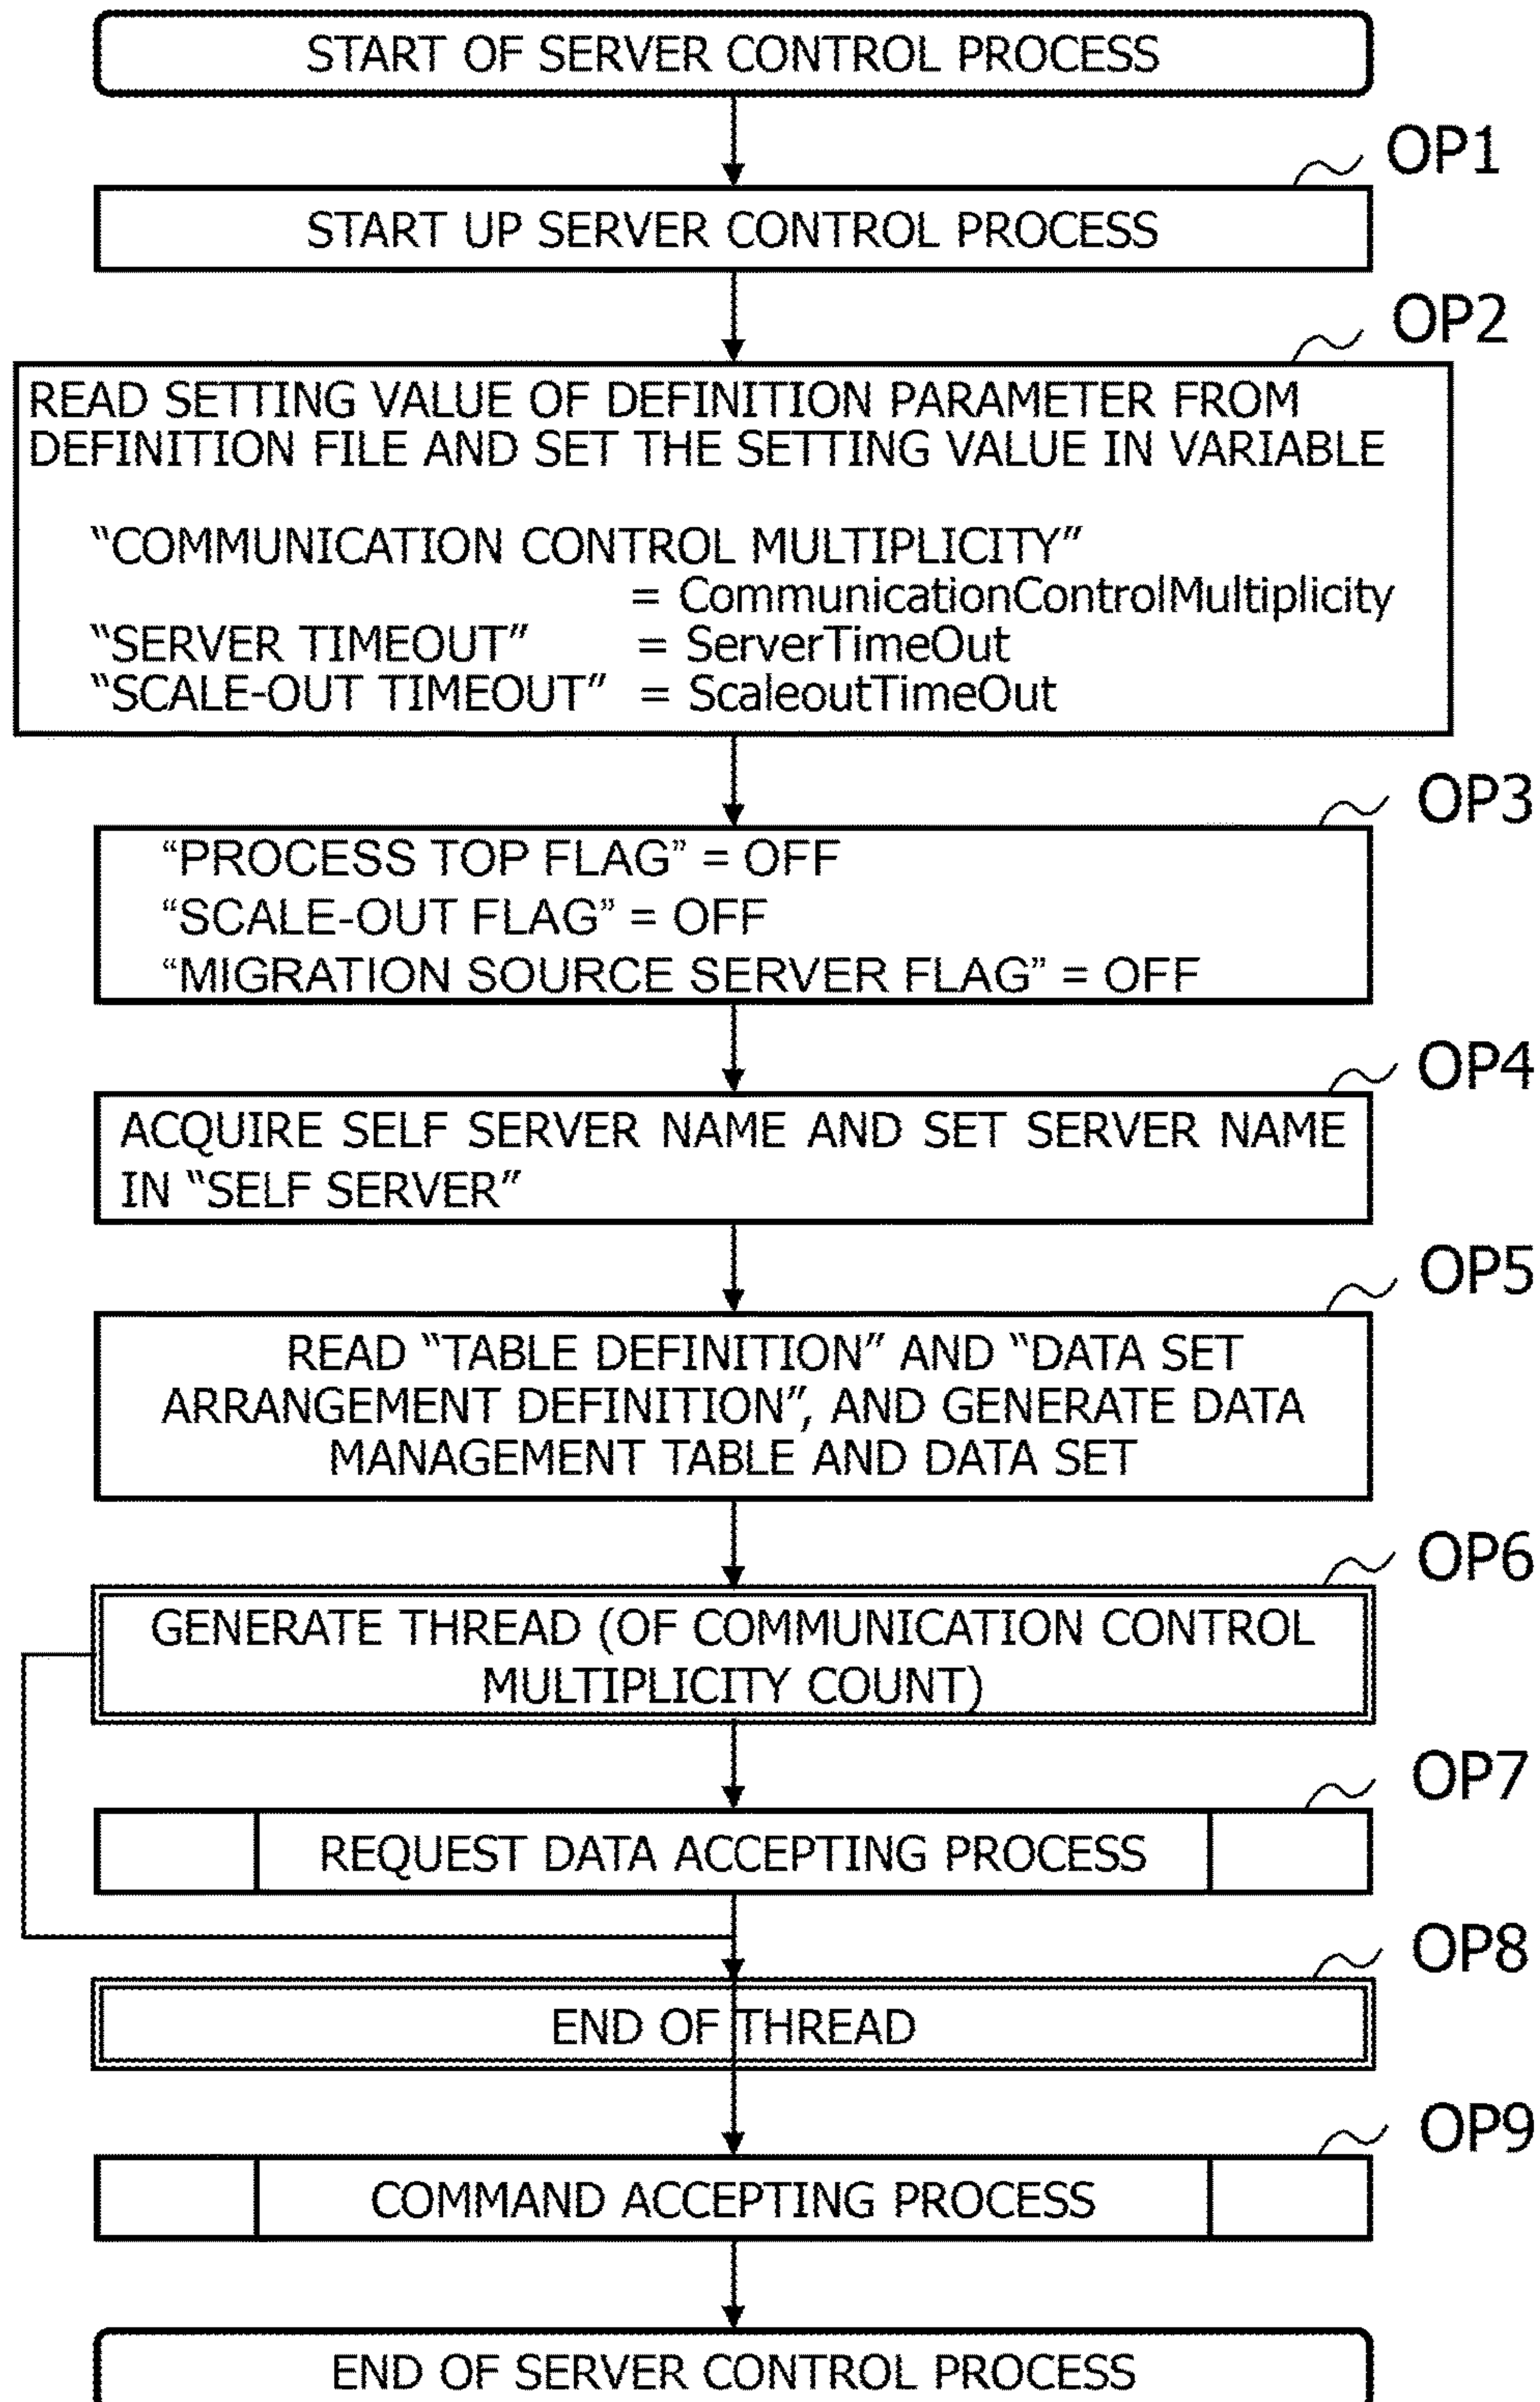 START OF SERVER CONTROL PROCESS
OP1
START UP SERVER CONTROL PROCESS
OP2
READ SETTING VALUE OF DEFINITION PARAMETER FROM
DEFINITION FILE AND SET THE SETTING VALUE IN VARIABLE
“COMMUNICATION CONTROL MULTIPLICITY”
= CommunicationControlMultiplicity
“SERVER TIMEOUT” = ServerTimeOut
“SCALE-OUT TIMEOUT” = ScaleoutTimeOut
OP3
“PROCESS TOP FLAG” = OFF
“SCALE-OUT FLAG” = OFF
“MIGRATION SOURCE SERVER FLAG” = OFF
OP4
ACQUIRE SELF SERVER NAME AND SET SERVER NAME
IN “SELF SERVER”
OP5
READ “TABLE DEFINITION” AND “DATA SET
ARRANGEMENT DEFINITION”, AND GENERATE DATA
MANAGEMENT TABLE AND DATA SET
OP6
GENERATE THREAD (OF COMMUNICATION CONTROL
MULTIPLICITY COUNT)
OP7
REQUEST DATA ACCEPTING PROCESS
OP8
END OF THREAD
OP9
COMMAND ACCEPTING PROCESS
END OF SERVER CONTROL PROCESS